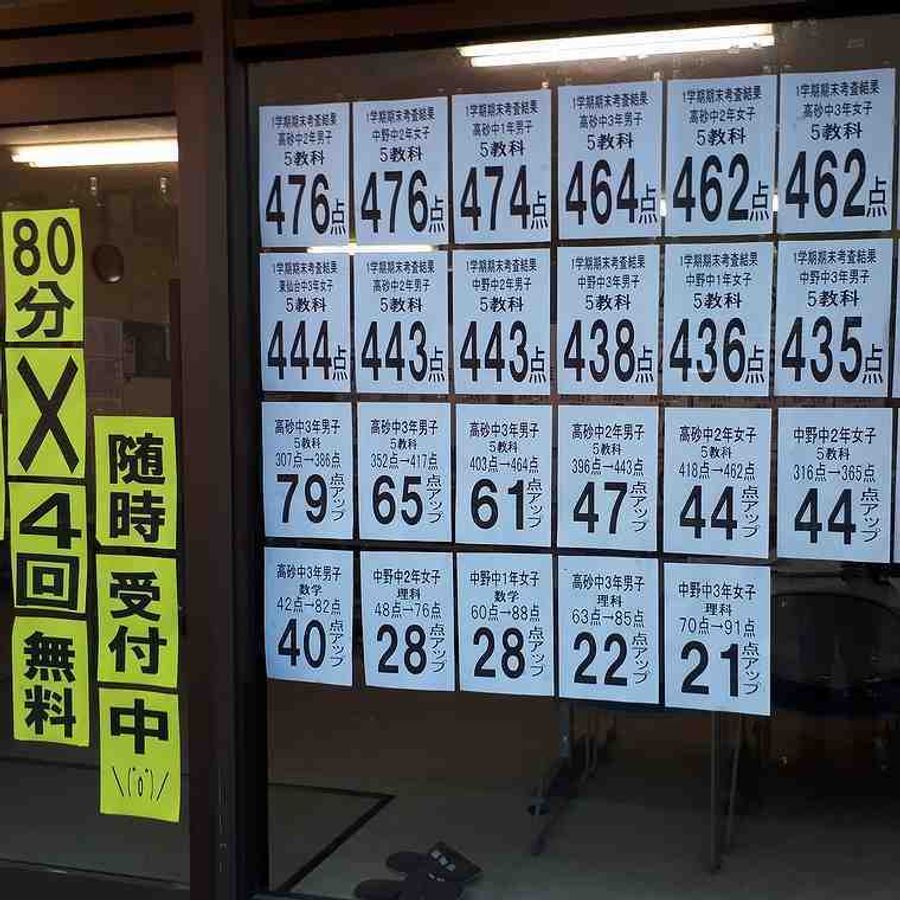 80
分
X
4
回
無
料
随
時
受
付
中
\(°o°)/
1学期期末考査結果
高砂中2年男子
5教科
476点
1学期期末考査結果
中野中2年女子
5教科
476点
1学期期末考査結果
高砂中1年男子
5教科
474点
1学期期末考査結果
高砂中3年男子
5教科
464点
1学期期末考査結果
高砂中2年女子
5教科
462点
1学期期末考査結果
高砂中3年男子
5教科
462点
1学期期末考査結果
東仙台中3年女子
5教科
444点
1学期期末考査結果
高砂中2年男子
5教科
443点
1学期期末考査結果
中野中2年男子
5教科
443点
1学期期末考査結果
中野中3年男子
5教科
438点
1学期期末考査結果
中野中1年女子
5教科
436点
1学期期末考査結果
中野中3年男子
5教科
435点
高砂中3年男子
5教科
307点→386点
79点アップ
高砂中3年男子
5教科
352点→417点
65点アップ
高砂中3年男子
5教科
403点→464点
61点アップ
高砂中2年男子
5教科
396点→443点
47点アップ
高砂中2年女子
5教科
418点→462点
44点アップ
中野中2年女子
5教科
316点→365点
44点アップ
高砂中3年男子
数学
42点→82点
40点アップ
中野中2年女子
理科
48点→76点
28点アップ
中野中1年女子
数学
60点→88点
28点アップ
高砂中3年男子
理科
63点→85点
22点アップ
中野中3年女子
理科
70点→91点
21点アップ